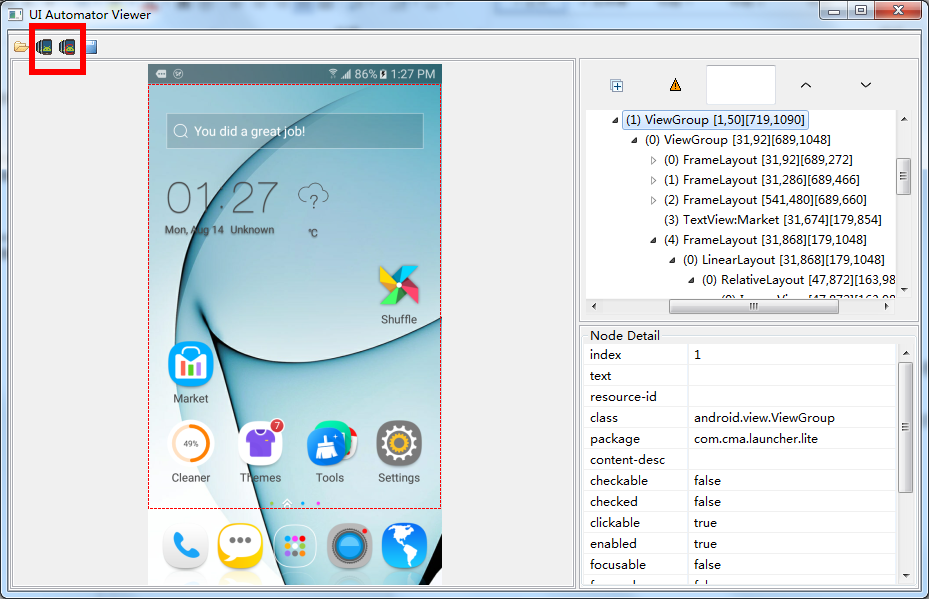 UI Automator Viewer
86% 1:27 PM
You did a great job!
01:27
?
Mon, Aug 14 Unknown
°C
Shuffle
Market
49%
7
Cleaner
Themes
Tools
Settings
(1) ViewGroup [1,50][719,1090]
(0) ViewGroup [31,92][689,1048]
(0) FrameLayout [31,92][689,272]
(1) FrameLayout [31,286][689,466]
(2) FrameLayout [541,480][689,660]
(3) TextView:Market [31,674][179,854]
(4) FrameLayout [31,868][179,1048]
(0) LinearLayout [31,868][179,1048]
(0) RelativeLayout [47,872][163,98
Node Detail
index 1
text
resource-id
class android.view.ViewGroup
package com.cma.launcher.lite
content-desc
checkable false
checked false
clickable true
enabled true
focusable false